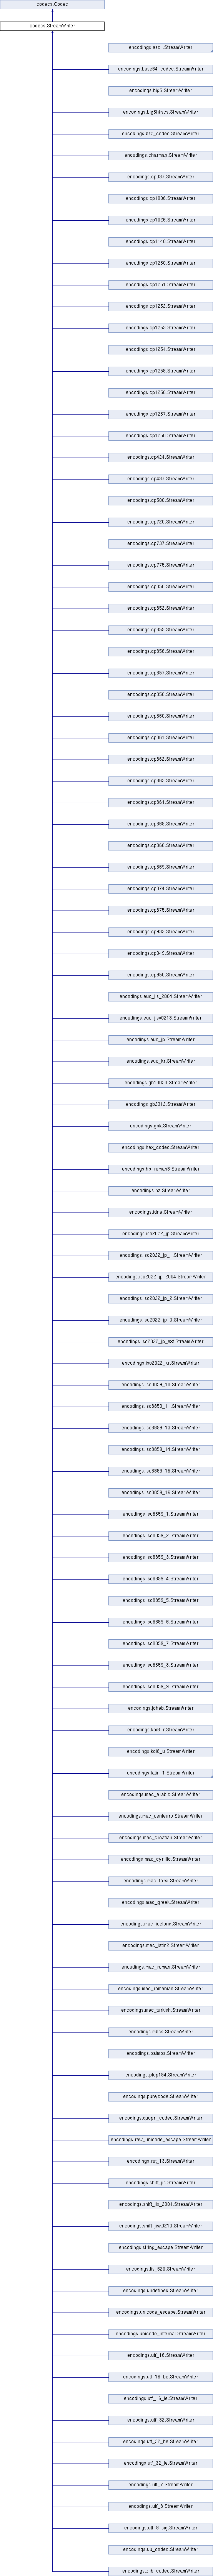 codecs.Codec
codecs.StreamWriter
encodings.ascii.StreamWriter
encodings.base64_codec.StreamWriter
encodings.big5.StreamWriter
encodings.big5hkscs.StreamWriter
encodings.bz2_codec.StreamWriter
encodings.charmap.StreamWriter
encodings.cp037.StreamWriter
encodings.cp1006.StreamWriter
encodings.cp1026.StreamWriter
encodings.cp1140.StreamWriter
encodings.cp1250.StreamWriter
encodings.cp1251.StreamWriter
encodings.cp1252.StreamWriter
encodings.cp1253.StreamWriter
encodings.cp1254.StreamWriter
encodings.cp1255.StreamWriter
encodings.cp1256.StreamWriter
encodings.cp1257.StreamWriter
encodings.cp1258.StreamWriter
encodings.cp424.StreamWriter
encodings.cp437.StreamWriter
encodings.cp500.StreamWriter
encodings.cp720.StreamWriter
encodings.cp737.StreamWriter
encodings.cp775.StreamWriter
encodings.cp850.StreamWriter
encodings.cp852.StreamWriter
encodings.cp855.StreamWriter
encodings.cp856.StreamWriter
encodings.cp857.StreamWriter
encodings.cp858.StreamWriter
encodings.cp860.StreamWriter
encodings.cp861.StreamWriter
encodings.cp862.StreamWriter
encodings.cp863.StreamWriter
encodings.cp864.StreamWriter
encodings.cp865.StreamWriter
encodings.cp866.StreamWriter
encodings.cp869.StreamWriter
encodings.cp874.StreamWriter
encodings.cp875.StreamWriter
encodings.cp932.StreamWriter
encodings.cp949.StreamWriter
encodings.cp950.StreamWriter
encodings.euc_jis_2004.StreamWriter
encodings.euc_jisx0213.StreamWriter
encodings.euc_jp.StreamWriter
encodings.euc_kr.StreamWriter
encodings.gb18030.StreamWriter
encodings.gb2312.StreamWriter
encodings.gbk.StreamWriter
encodings.hex_codec.StreamWriter
encodings.hp_roman8.StreamWriter
encodings.hz.StreamWriter
encodings.idna.StreamWriter
encodings.iso2022_jp.StreamWriter
encodings.iso2022_jp_1.StreamWriter
encodings.iso2022_jp_2004.StreamWriter
encodings.iso2022_jp_2.StreamWriter
encodings.iso2022_jp_3.StreamWriter
encodings.iso2022_jp_ext.StreamWriter
encodings.iso2022_kr.StreamWriter
encodings.iso8859_10.StreamWriter
encodings.iso8859_11.StreamWriter
encodings.iso8859_13.StreamWriter
encodings.iso8859_14.StreamWriter
encodings.iso8859_15.StreamWriter
encodings.iso8859_16.StreamWriter
encodings.iso8859_1.StreamWriter
encodings.iso8859_2.StreamWriter
encodings.iso8859_3.StreamWriter
encodings.iso8859_4.StreamWriter
encodings.iso8859_5.StreamWriter
encodings.iso8859_6.StreamWriter
encodings.iso8859_7.StreamWriter
encodings.iso8859_8.StreamWriter
encodings.iso8859_9.StreamWriter
encodings.johab.StreamWriter
encodings.koi8_r.StreamWriter
encodings.koi8_u.StreamWriter
encodings.latin_1.StreamWriter
encodings.mac_arabic.StreamWriter
encodings.mac_centeuro.StreamWriter
encodings.mac_croatian.StreamWriter
encodings.mac_cyrillic.StreamWriter
encodings.mac_farsi.StreamWriter
encodings.mac_greek.StreamWriter
encodings.mac_iceland.StreamWriter
encodings.mac_latin2.StreamWriter
encodings.mac_roman.StreamWriter
encodings.mac_romanian.StreamWriter
encodings.mac_turkish.StreamWriter
encodings.mbcs.StreamWriter
encodings.palmos.StreamWriter
encodings.ptcp154.StreamWriter
encodings.punycode.StreamWriter
encodings.quopri_codec.StreamWriter
encodings.raw_unicode_escape.StreamWriter
encodings.rot_13.StreamWriter
encodings.shift_jis.StreamWriter
encodings.shift_jis_2004.StreamWriter
encodings.shift_jisx0213.StreamWriter
encodings.string_escape.StreamWriter
encodings.tis_620.StreamWriter
encodings.undefined.StreamWriter
encodings.unicode_escape.StreamWriter
encodings.unicode_internal.StreamWriter
encodings.utf_16.StreamWriter
encodings.utf_16_be.StreamWriter
encodings.utf_16_le.StreamWriter
encodings.utf_32.StreamWriter
encodings.utf_32_be.StreamWriter
encodings.utf_32_le.StreamWriter
encodings.utf_7.StreamWriter
encodings.utf_8.StreamWriter
encodings.utf_8_sig.StreamWriter
encodings.uu_codec.StreamWriter
encodings.zlib_codec.StreamWriter